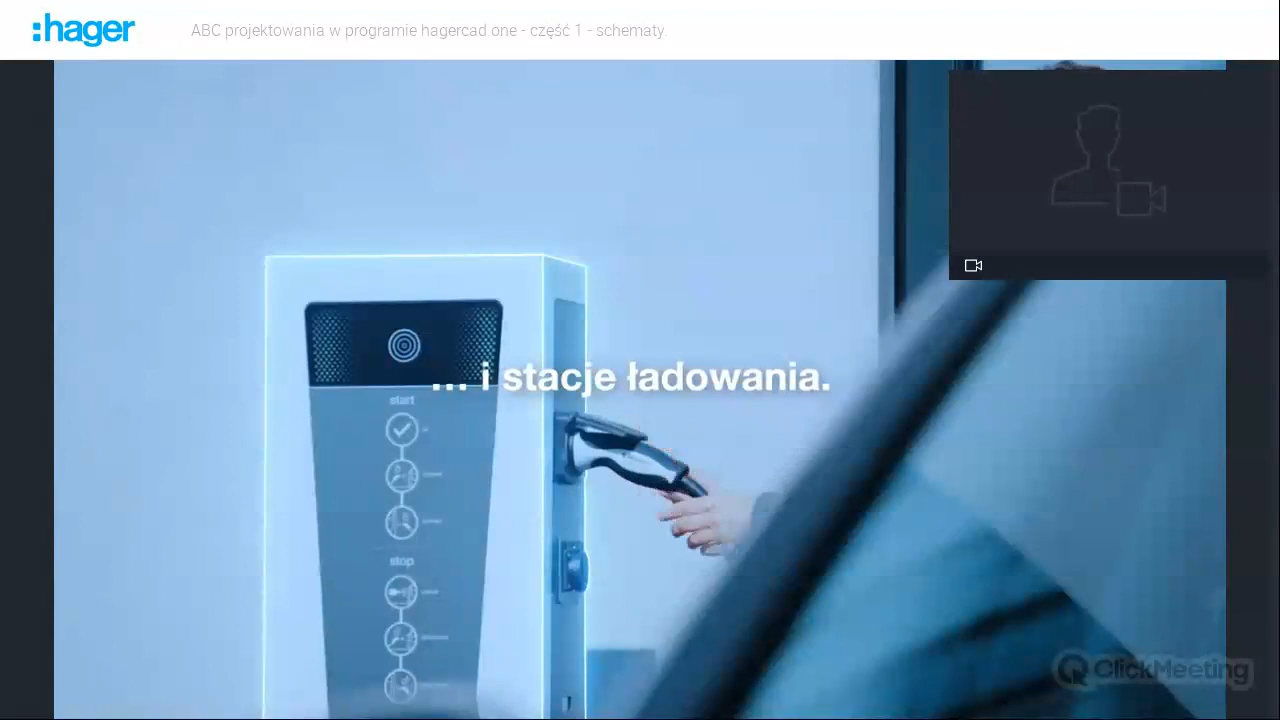 :hager
ABC projektowania w programie hagercad.one - część 1 - schematy.
... i stacje ładowania.
start
stop
ClickMeeting